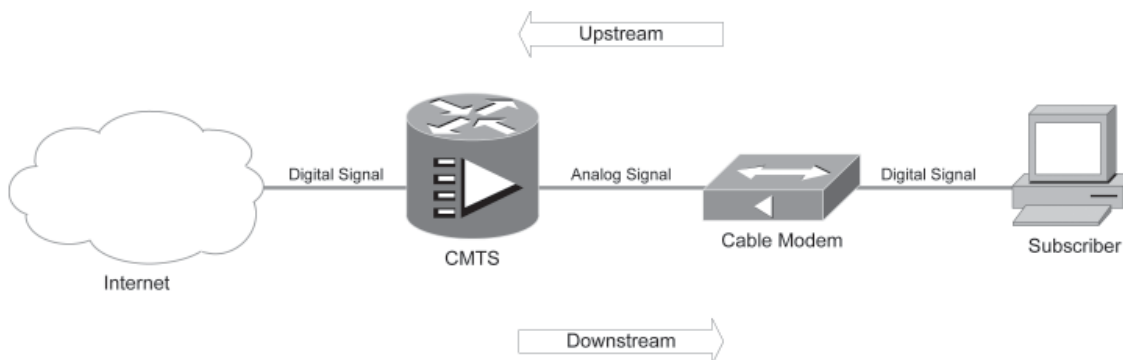 Upstream
Digital Signal
Analog Signal
Digital Signal
CMTS
Cable Modem
Subscriber
Internet
Downstream